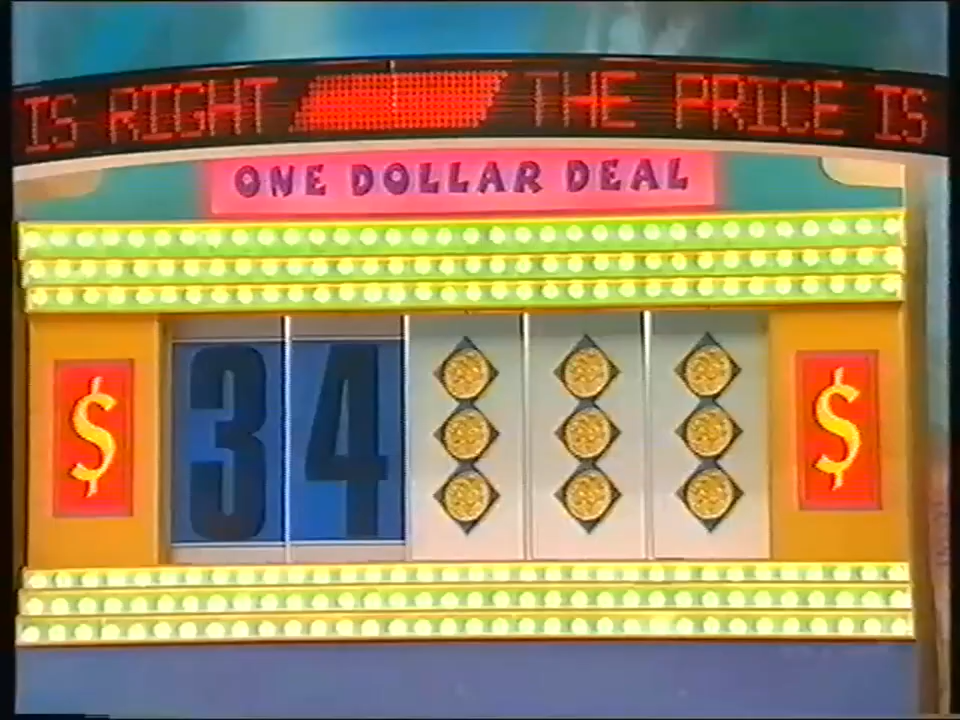 IS RIGHT THE PRICE IS
ONE DOLLAR DEAL
$ 34 $